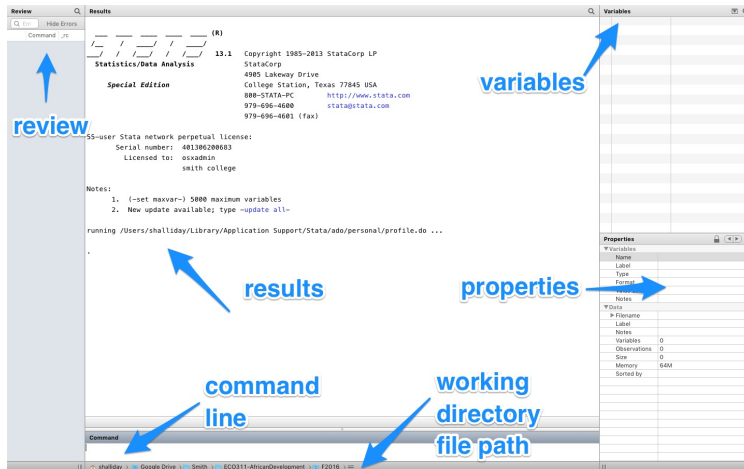 Review
Hide Errors
Command _rc
Results
(R)
13.1 Copyright 1985-2013 StataCorp LP
Statistics/Data Analysis StataCorp
4905 Lakeway Drive
Special Edition College Station, Texas 77845 USA
800-STATA-PC http://www.stata.com
979-696-4600 stata@stata.com
979-696-4601 (fax)
55-user Stata network perpetual license:
Serial number: 401306200683
Licensed to: osxadmin
smith college
Notes:
1. (-set maxvar-) 5000 maximum variables
2. New update available; type -update all-
running /Users/shalliday/Library/Application Support/Stata/ado/personal/profile.do ...
.
review
results
command
line
working
directory
file path
variables
properties
Command
shalliday Google Drive Smith ECO311-AfricanDevelopment F2016
Variables
Properties
Variables
Name
Label
Type
Format
Notes
Data
Filename
Label
Notes
Variables 0
Observations 0
Size 0
Memory 64M
Sorted by